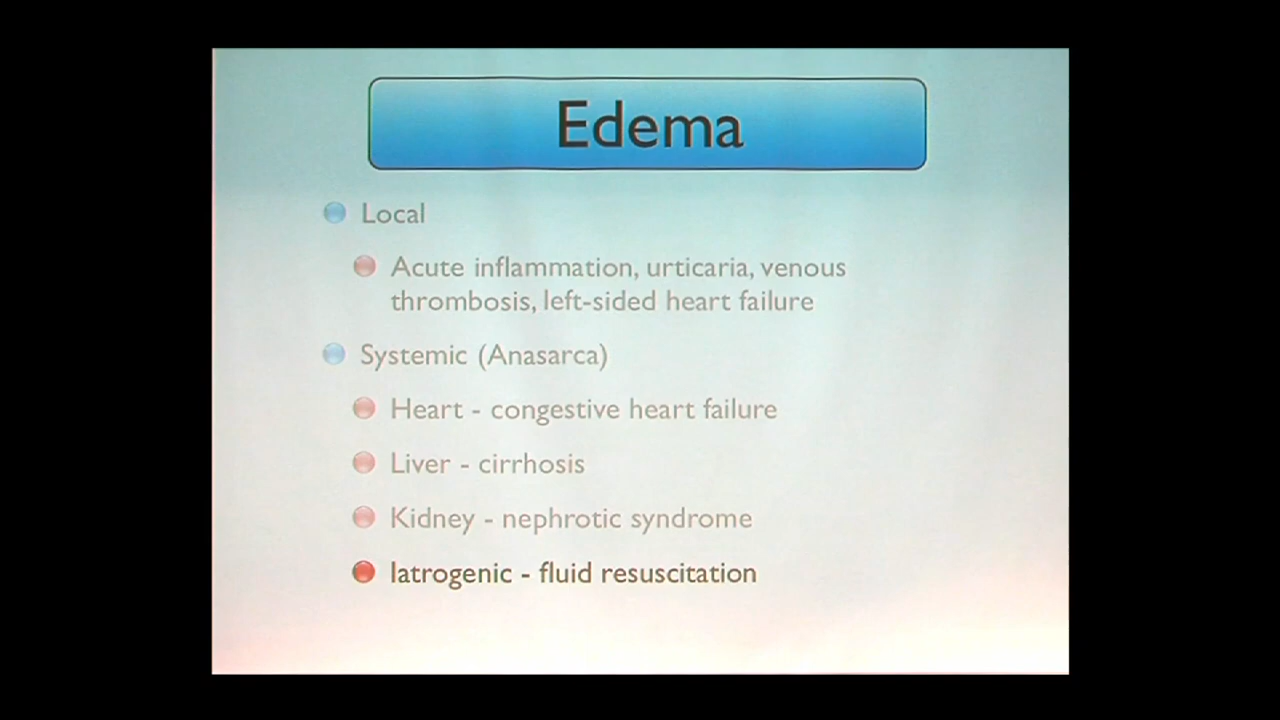 Edema
Local
Acute inflammation, urticaria, venous
thrombosis, left-sided heart failure
Systemic (Anasarca)
Heart - congestive heart failure
Liver - cirrhosis
Kidney - nephrotic syndrome
Iatrogenic - fluid resuscitation